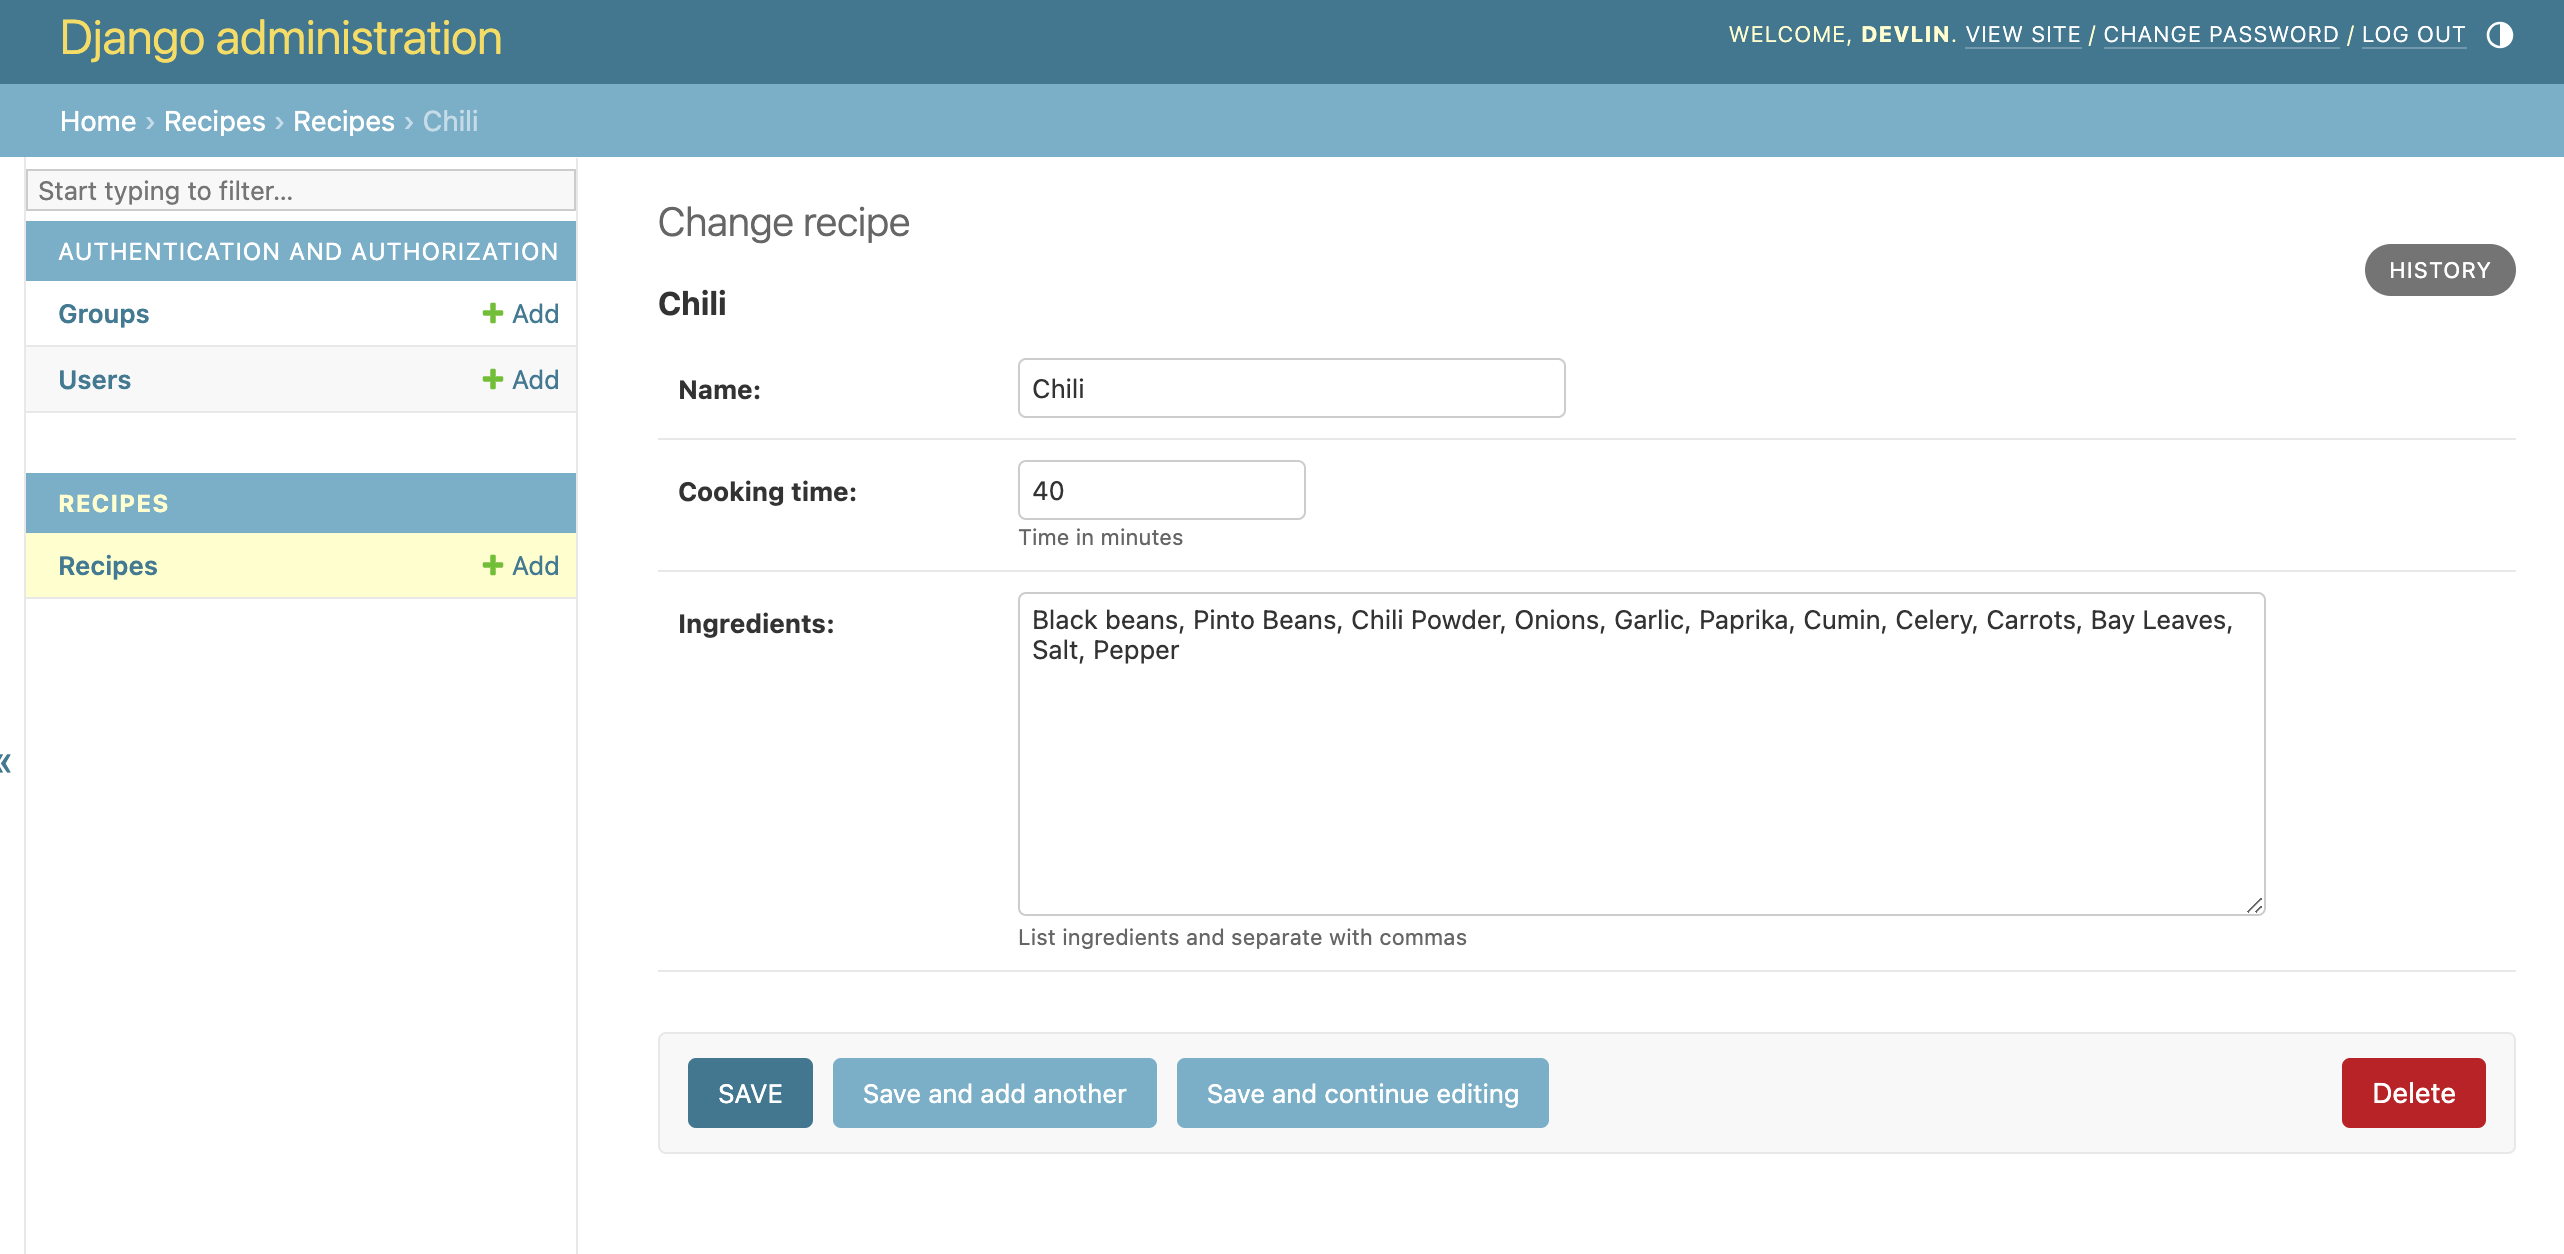 Django administration
WELCOME, DEVLIN. VIEW SITE / CHANGE PASSWORD / LOG OUT
Home › Recipes › Recipes › Chili
Start typing to filter...
AUTHENTICATION AND AUTHORIZATION
Groups + Add
Users + Add
RECIPES
Recipes + Add
«
Change recipe
HISTORY
Chili
Name: Chili
Cooking time: 40
Time in minutes
Ingredients: Black beans, Pinto Beans, Chili Powder, Onions, Garlic, Paprika, Cumin, Celery, Carrots, Bay Leaves,
Salt, Pepper
List ingredients and separate with commas
SAVE Save and add another Save and continue editing Delete